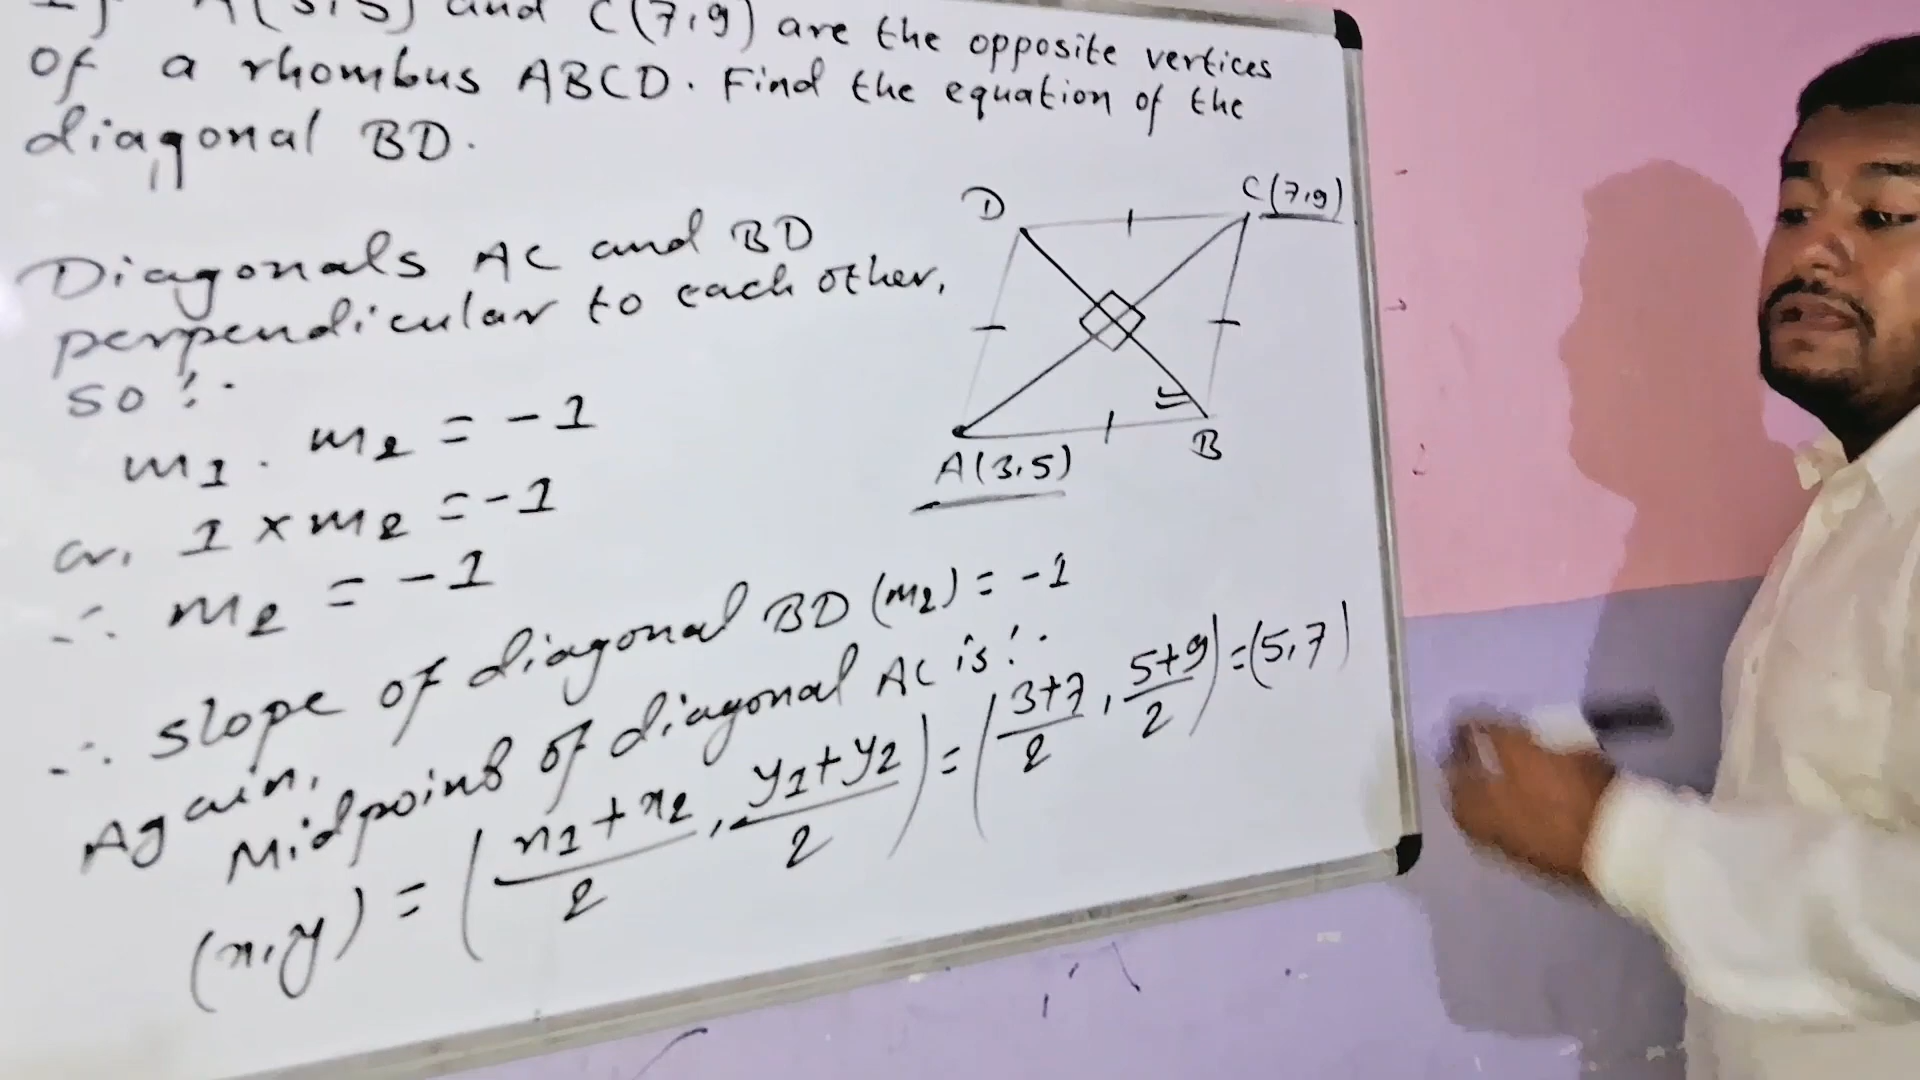 If A(3,5) and C(7,9) are the opposite vertices
of a rhombus ABCD. Find the equation of the
diagonal BD.
D
C(7,9)
A(3,5)
B
Diagonals AC and BD
perpendicular to each other,
so:-
m1 . m2 = -1
or, 1 × m2 = -1
∴ m2 = -1
∴ slope of diagonal BD (m2) = -1
Again,
Midpoint of diagonal AC is:-
(x,y) = (x1+x2/2, y1+y2/2) = (3+7/2, 5+9/2) = (5,7)